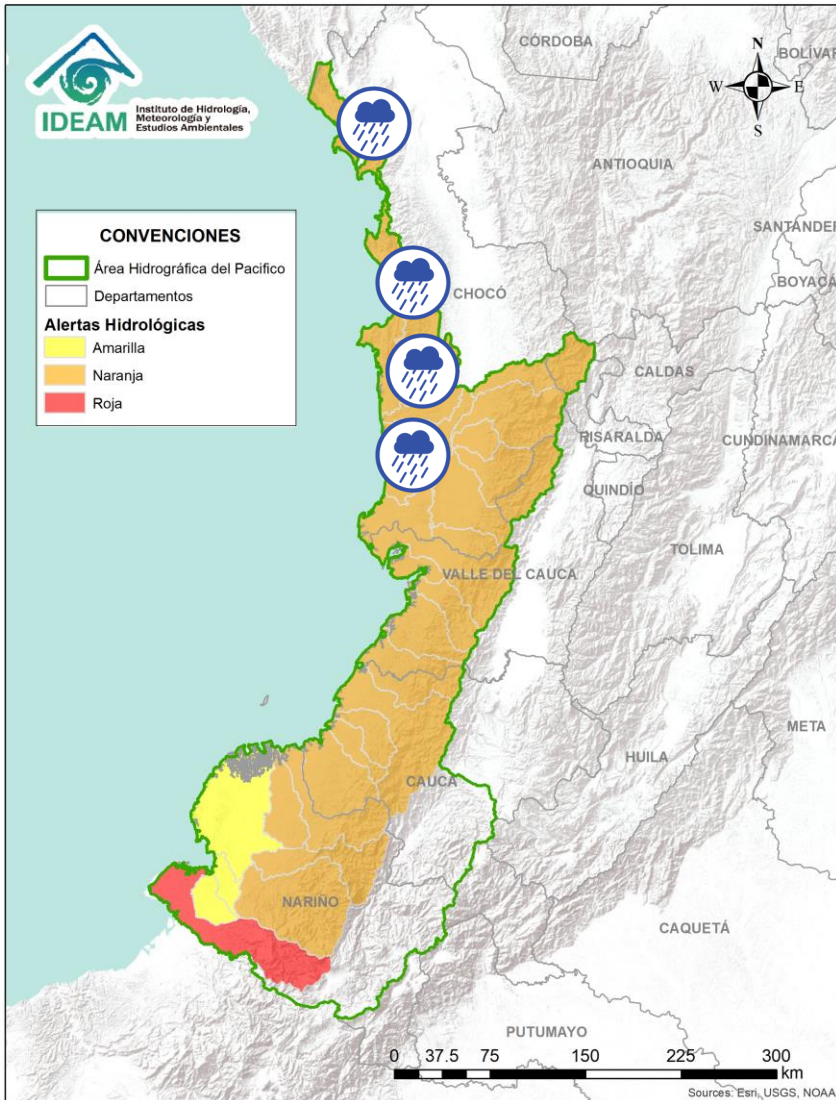 IDEAM
Instituto de Hidrología,
Meteorología y
Estudios Ambientales
CÓRDOBA
BOLÍVAR
N
W
E
S
ANTIOQUIA
CONVENCIONES
Área Hidrográfica del Pacifico
Departamentos
Alertas Hidrológicas
Amarilla
Naranja
Roja
SANTANDER
BOYACÁ
CHOCÓ
CALDAS
RISARALDA
CUNDINAMARCA
QUINDÍO
TOLIMA
VALLE DEL CAUCA
META
HUILA
CAUCA
NARIÑO
CAQUETÁ
PUTUMAYO
0 37.5 75 150 225 300
km
Sources: Esri, USGS, NOAA